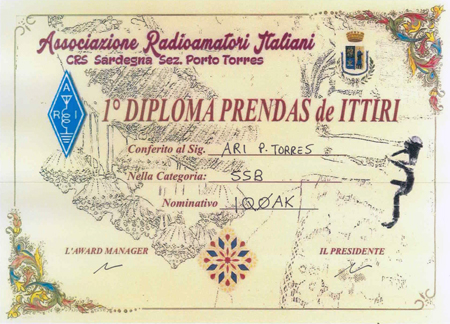 Associazione Radioamatori Italiani
CRS Sardegna Sez. Porto Torres
A
R I
1° DIPLOMA PRENDAS de ITTIRI
Conferito al Sig. ARI P. TORRES
Nella Categoria: SSB
Nominativo IQØAK
L'AWARD MANAGER
IL PRESIDENTE